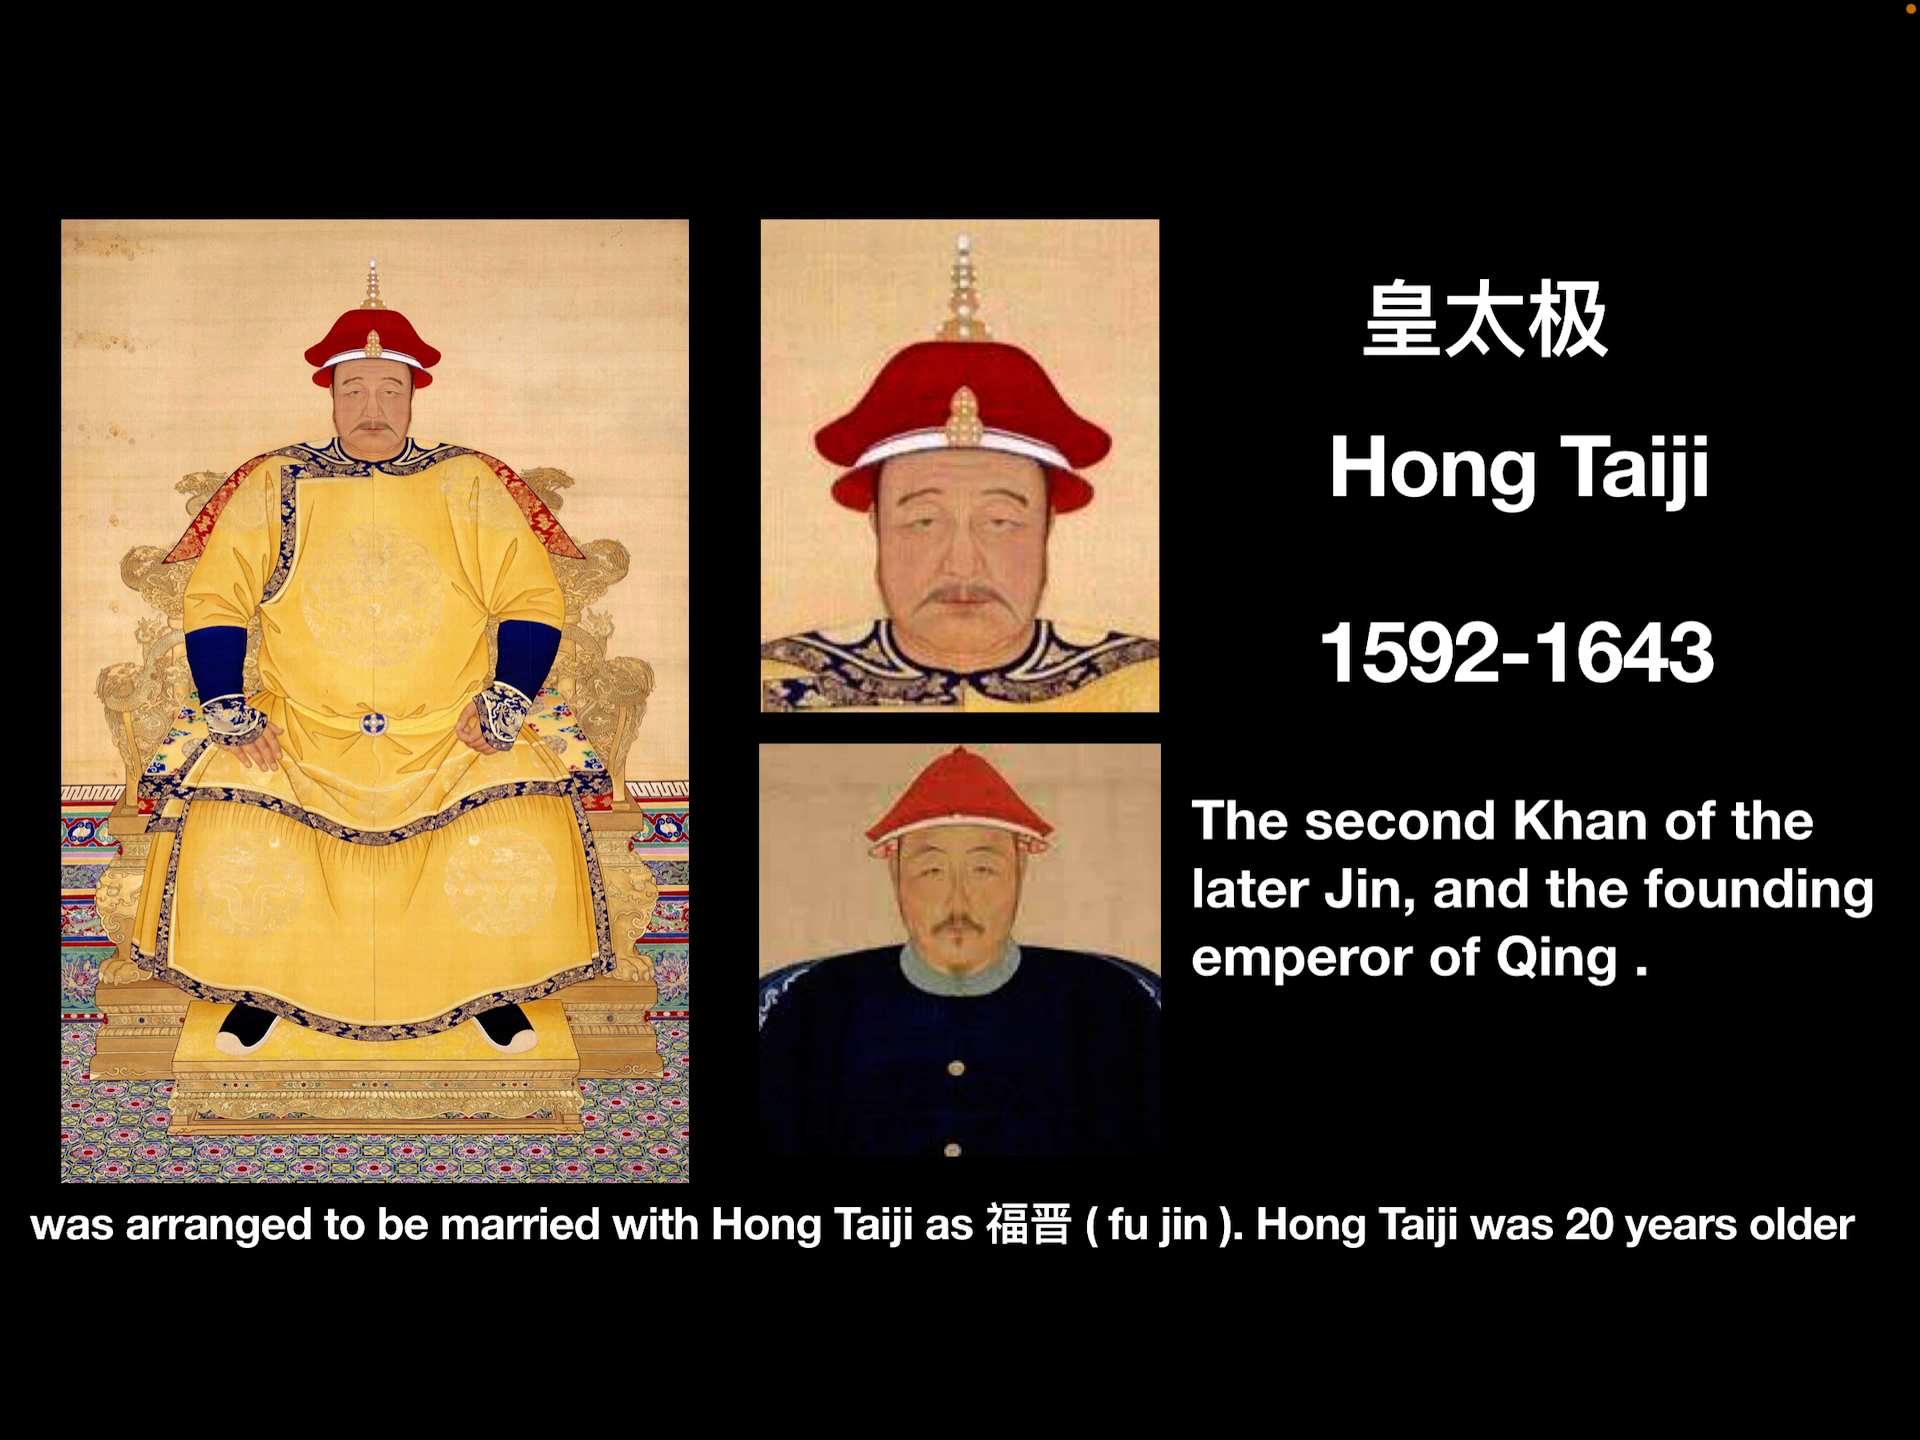 皇太极
Hong Taiji
1592-1643
The second Khan of the
later Jin, and the founding
emperor of Qing .
was arranged to be married with Hong Taiji as 福晋 ( fu jin ). Hong Taiji was 20 years older